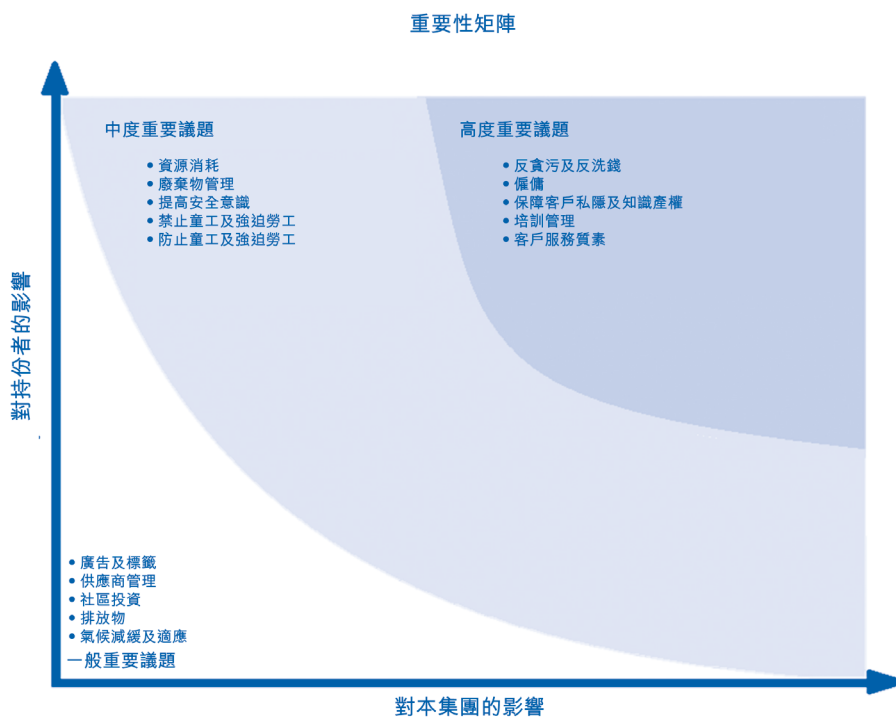 重要性矩陣
中度重要議題
• 資源消耗
• 廢棄物管理
• 提高安全意識
• 禁止童工及強迫勞工
• 防止童工及強迫勞工
高度重要議題
• 反貪污及反洗錢
• 僱傭
• 保障客戶私隱及知識產權
• 培訓管理
• 客戶服務質素
對持份者的影響
• 廣告及標籤
• 供應商管理
• 社區投資
• 排放物
• 氣候減緩及適應
一般重要議題
對本集團的影響